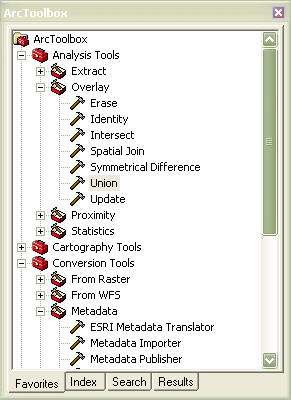 ArcToolbox
ArcToolbox
Analysis Tools
Extract
Overlay
Erase
Identity
Intersect
Spatial Join
Symmetrical Difference
Union
Update
Proximity
Statistics
Cartography Tools
Conversion Tools
From Raster
From WFS
Metadata
ESRI Metadata Translator
Metadata Importer
Metadata Publisher
Favorites Index Search Results